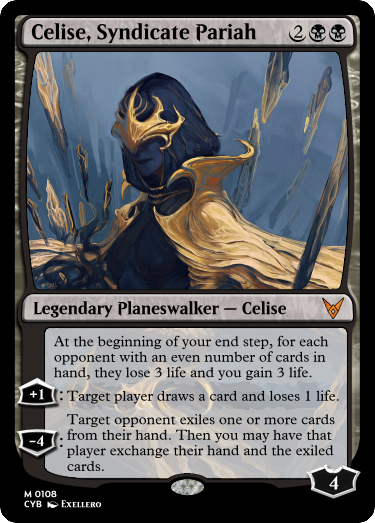 Celise, Syndicate Pariah 2
Legendary Planeswalker — Celise
At the beginning of your end step, for each
opponent with an even number of cards in
hand, they lose 3 life and you gain 3 life.
+1: Target player draws a card and loses 1 life.
-4: Target opponent exiles one or more cards
from their hand. Then you may have that
player exchange their hand and the exiled
cards.
4
M 0108
CYB Exellero